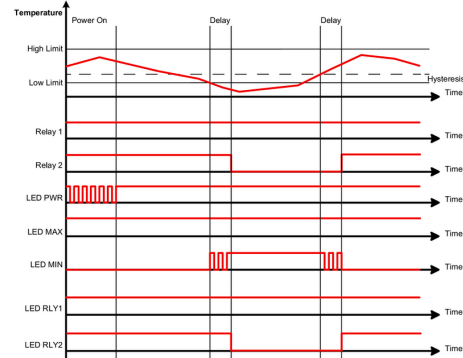 Temperature
Power On Delay Delay
High Limit
Low Limit
Hysteresis
Time
Relay 1
Time
Relay 2
Time
LED PWR
Time
LED MAX
Time
LED MIN
Time
LED RLY1
Time
LED RLY2
Time